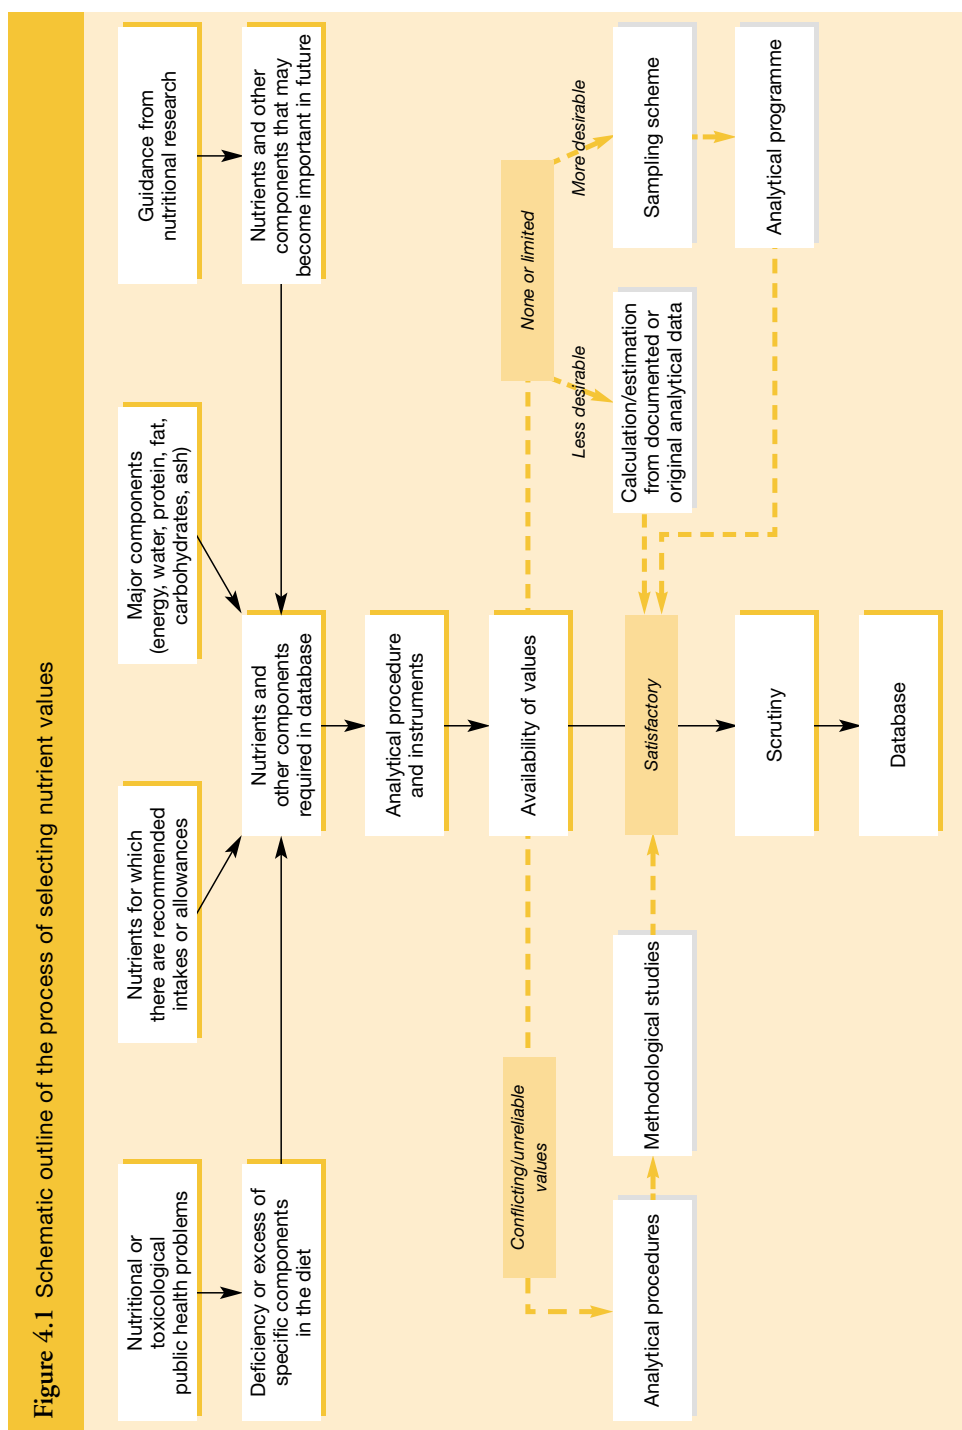 Figure 4.1 Schematic outline of the process of selecting nutrient values
Nutritional or
toxicological
public health problems
Nutrients for which
there are recommended
intakes or allowances
Major components
(energy, water, protein, fat,
carbohydrates, ash)
Guidance from
nutritional research
Deficiency or excess of
specific components
in the diet
Nutrients and
other components
required in database
Nutrients and other
components that may
become important in future
Analytical procedure
and instruments
Conflicting/unreliable
values
Availability of values
None or limited
Less desirable
More desirable
Analytical procedures
Methodological studies
Satisfactory
Calculation/estimation
from documented or
original analytical data
Sampling scheme
Scrutiny
Analytical programme
Database